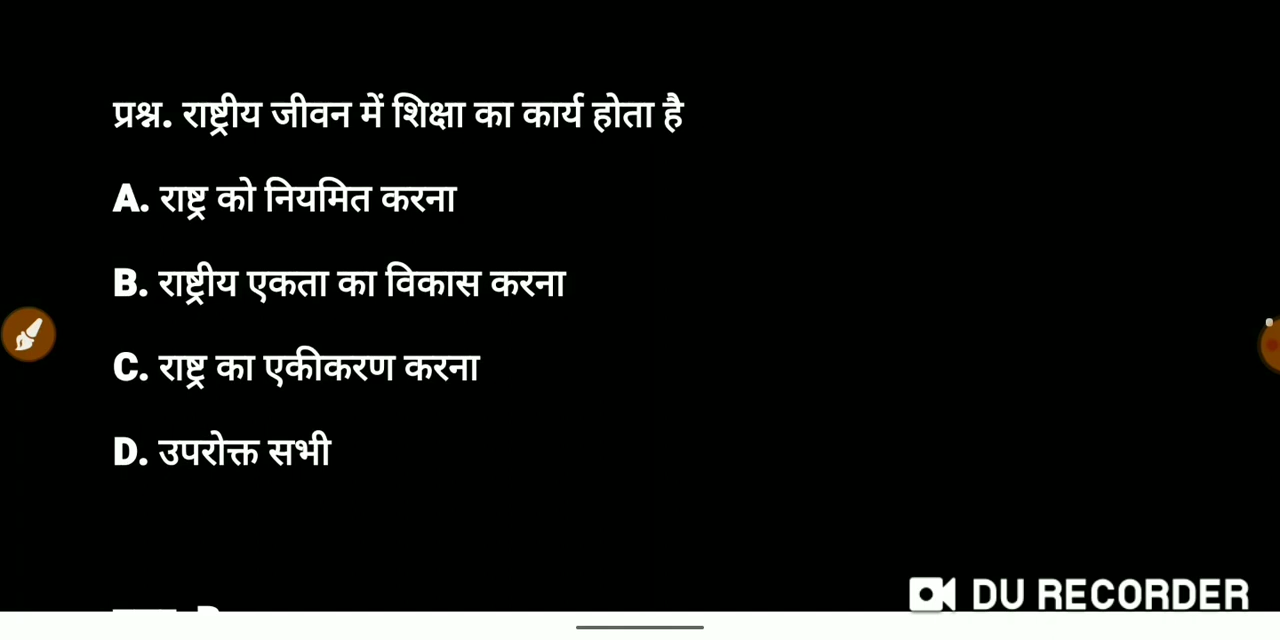 प्रश्न. राष्ट्रीय जीवन में शिक्षा का कार्य होता है
A. राष्ट्र को नियमित करना
B. राष्ट्रीय एकता का विकास करना
C. राष्ट्र का एकीकरण करना
D. उपरोक्त सभी
DU RECORDER